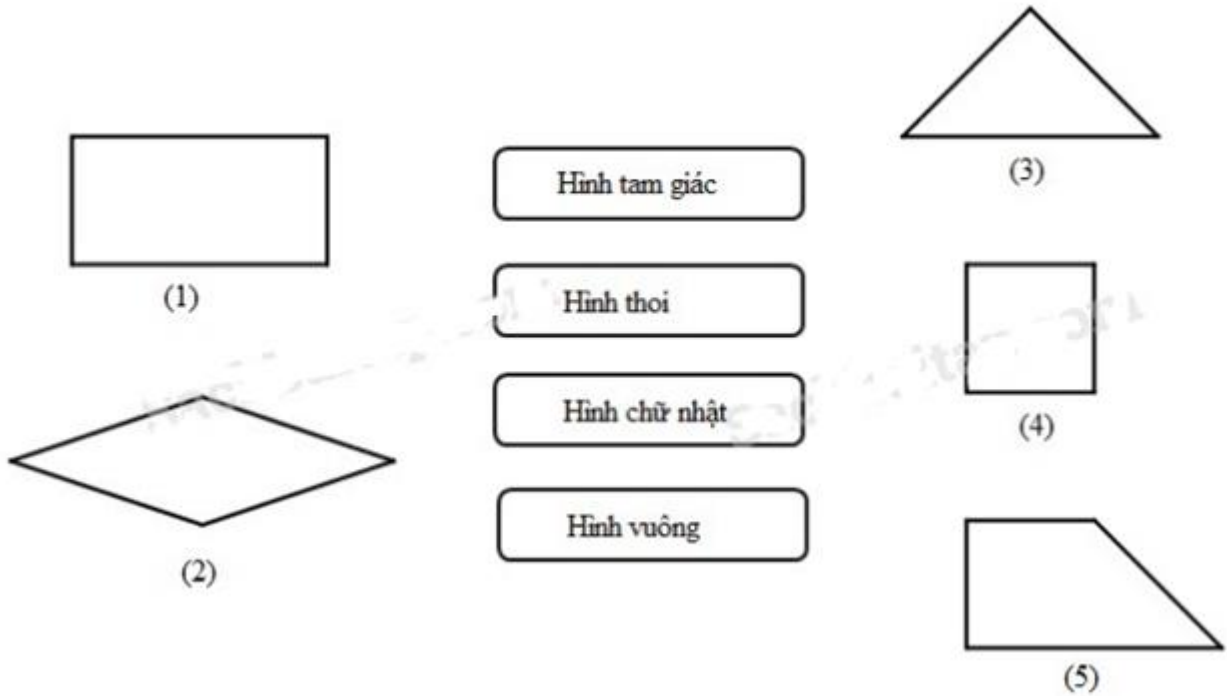 (1)
(2)
Hình tam giác
Hình thoi
Hình chữ nhật
Hình vuông
(3)
(4)
(5)